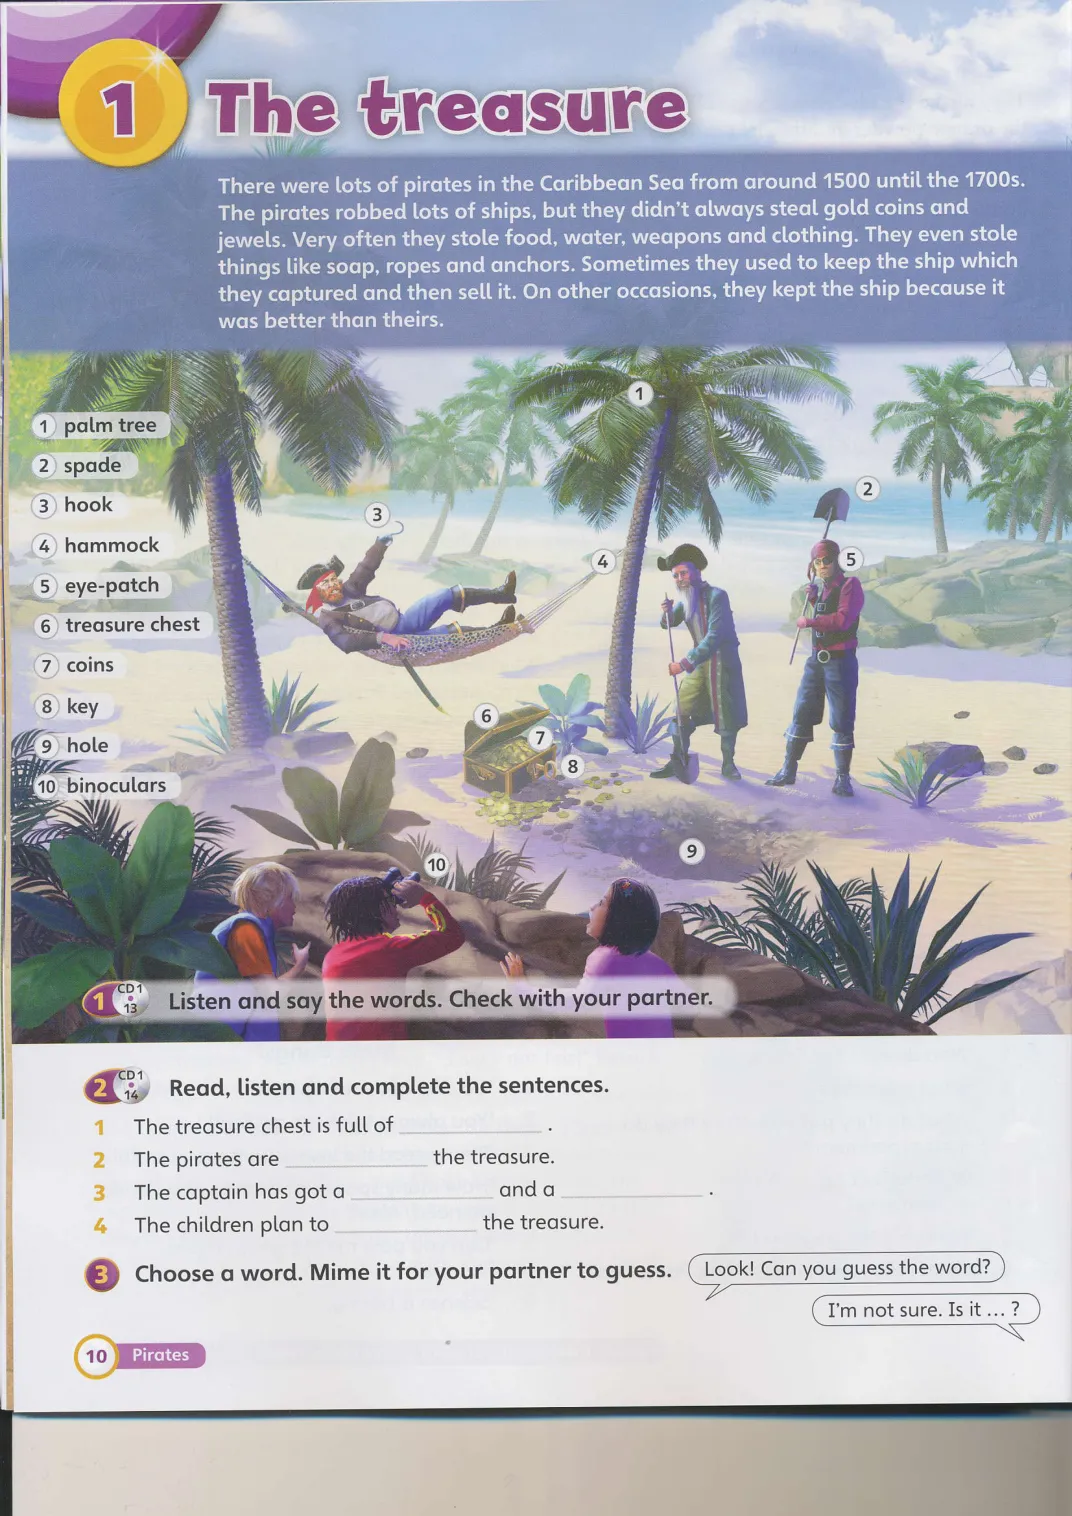 1 The treasure
There were lots of pirates in the Caribbean Sea from around 1500 until the 1700s.
The pirates robbed lots of ships, but they didn't always steal gold coins and
jewels. Very often they stole food, water, weapons and clothing. They even stole
things like soap, ropes and anchors. Sometimes they used to keep the ship which
they captured and then sell it. On other occasions, they kept the ship because it
was better than theirs.
1 palm tree
2 spade
3 hook
4 hammock
5 eye-patch
6 treasure chest
7 coins
8 key
9 hole
10 binoculars
1
2
3
4
5
6
7
8
9
10
1 CD1 13 Listen and say the words. Check with your partner.
2 CD1 14 Read, listen and complete the sentences.
1 The treasure chest is full of ____________ .
2 The pirates are ____________ the treasure.
3 The captain has got a ____________ and a ____________ .
4 The children plan to ____________ the treasure.
3 Choose a word. Mime it for your partner to guess.
Look! Can you guess the word?
I'm not sure. Is it ... ?
10 Pirates